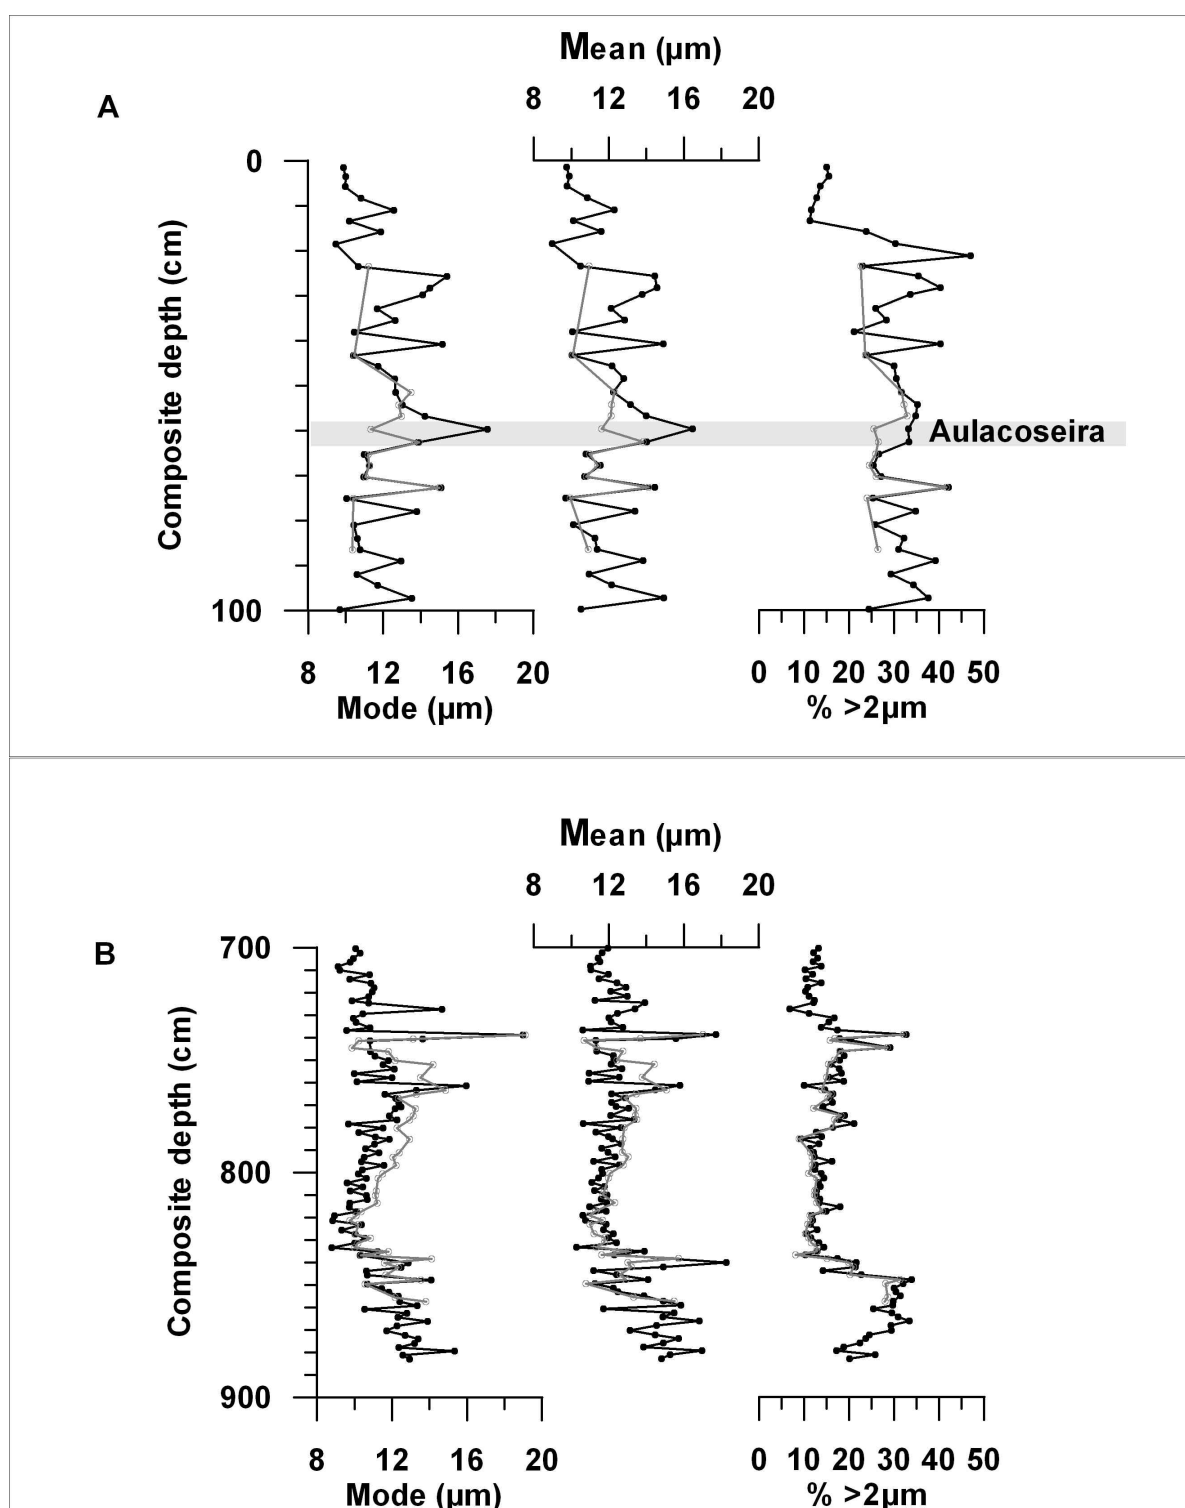 Mean (µm)
8 12 16 20
A
0
Composite depth (cm)
Aulacoseira
100
8 12 16 20
Mode (µm)
0 10 20 30 40 50
% >2µm
Mean (µm)
8 12 16 20
B
700
Composite depth (cm)
800
900
8 12 16 20
Mode (µm)
0 10 20 30 40 50
% >2µm